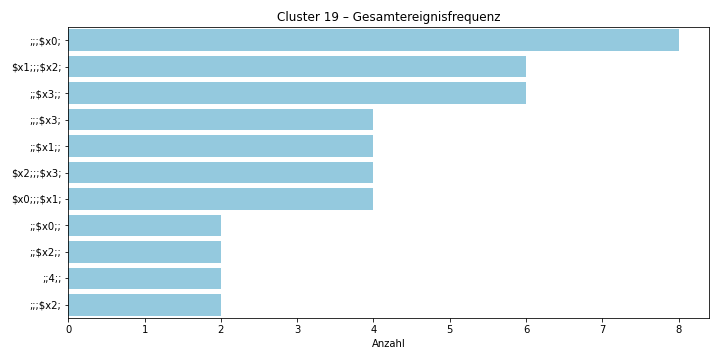 Cluster 19 – Gesamtereignisfrequenz
;;;$x0;
$x1;;;$x2;
;;$x3;;
;;;$x3;
;;$x1;;
$x2;;;$x3;
$x0;;;$x1;
;;$x0;;
;;$x2;;
;;4;;
;;;$x2;
0 1 2 3 4 5 6 7 8
Anzahl